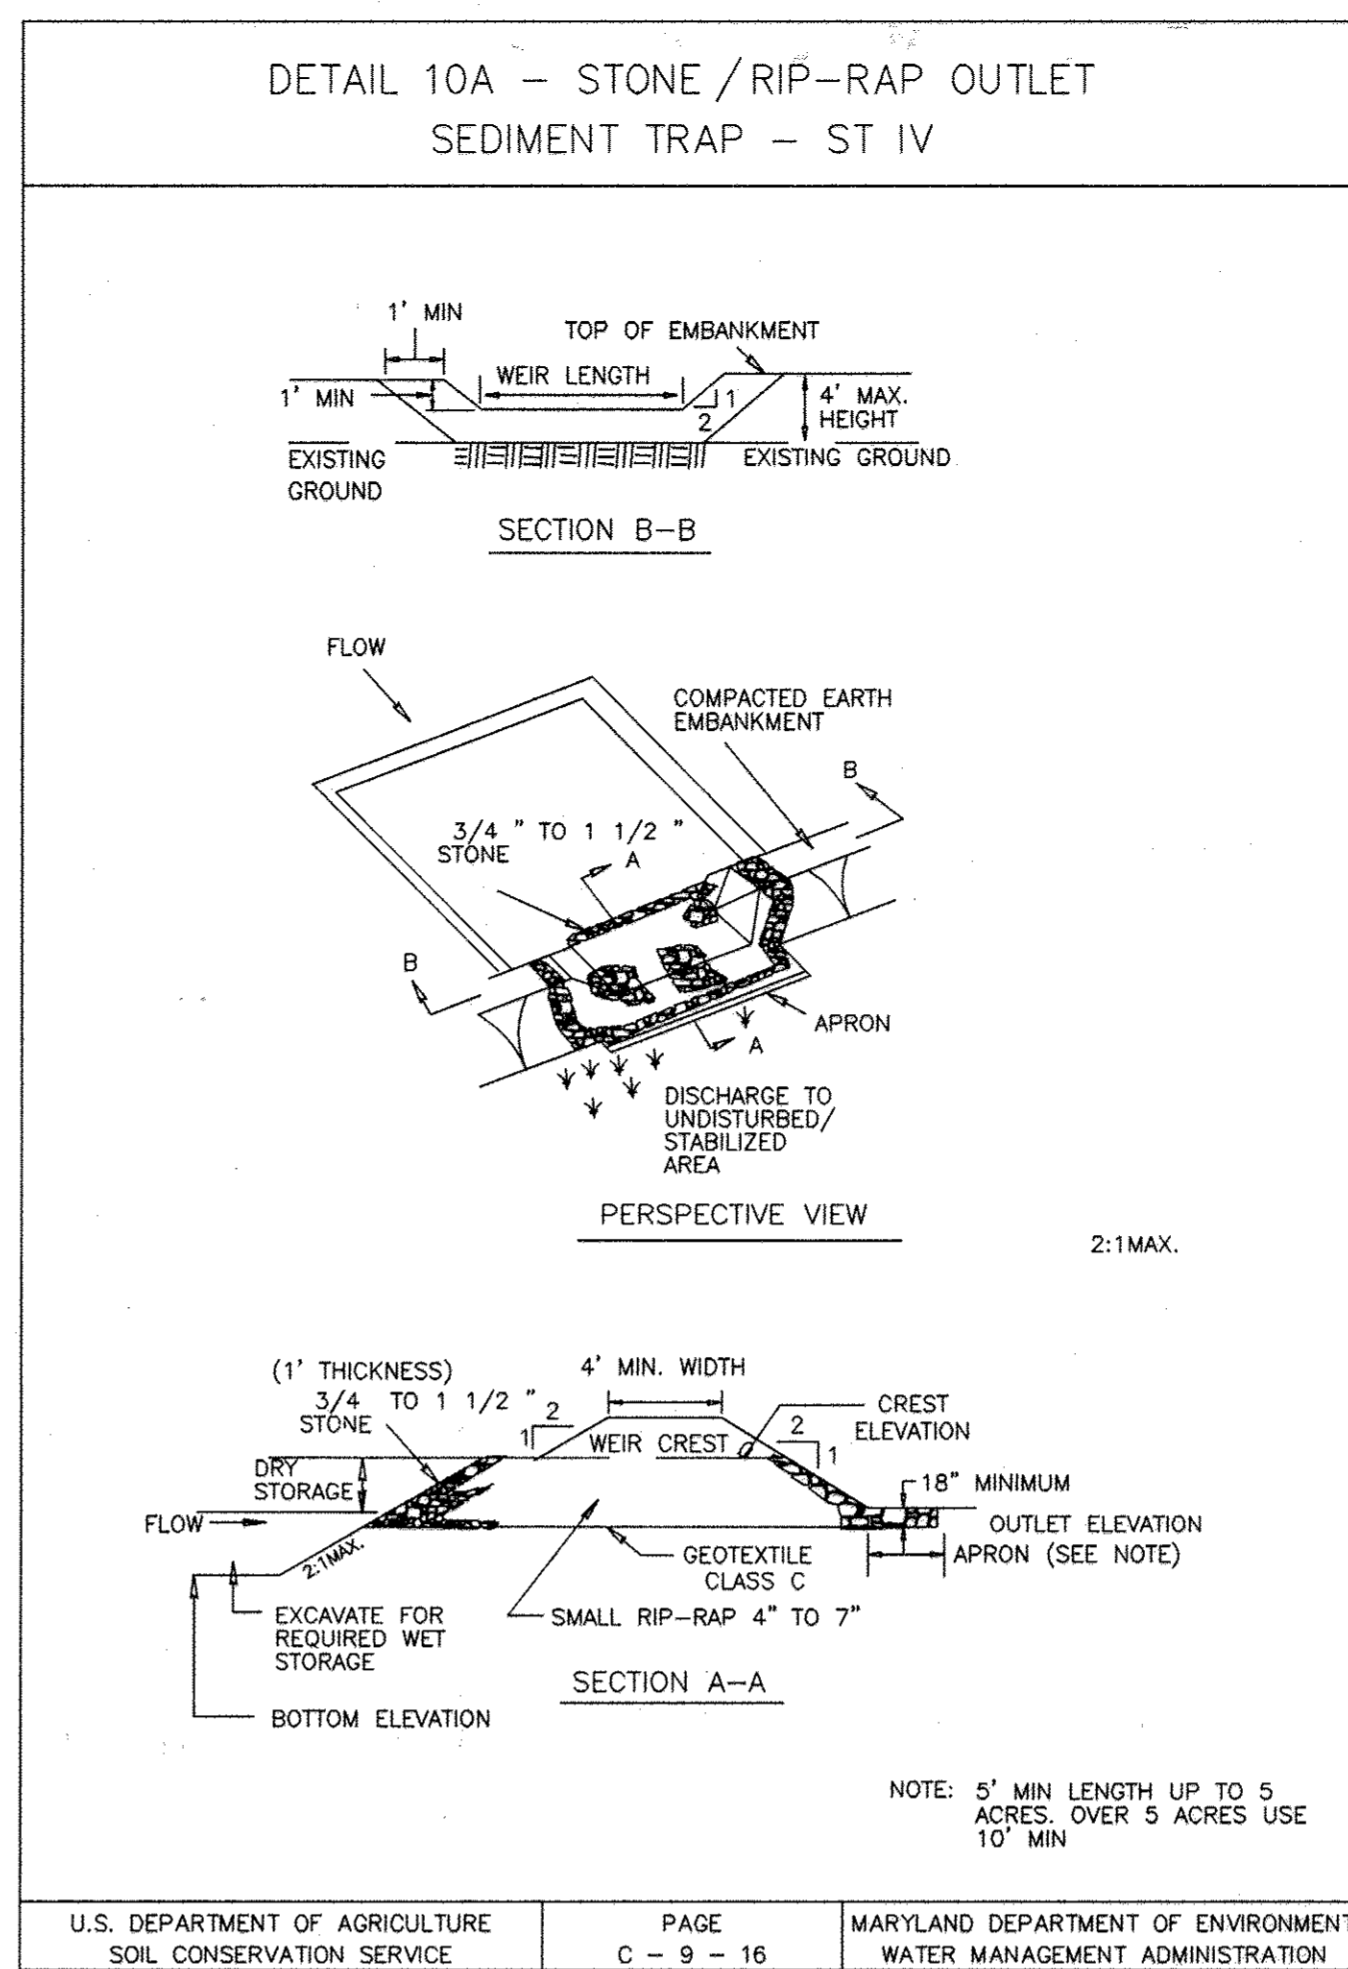 DETAIL 10A – STONE / RIP–RAP OUTLET
SEDIMENT TRAP – ST IV
1' MIN
TOP OF EMBANKMENT
WEIR LENGTH
1' MIN
1
2
4' MAX.
HEIGHT
EXISTING
GROUND
EXISTING GROUND
SECTION B–B
FLOW
COMPACTED EARTH
EMBANKMENT
B
3/4 " TO 1 1/2 "
STONE
A
B
APRON
A
DISCHARGE TO
UNDISTURBED/
STABILIZED
AREA
PERSPECTIVE VIEW
2:1MAX.
(1' THICKNESS)
3/4 TO 1 1/2 "
STONE
4' MIN. WIDTH
2
1
WEIR CREST
2
1
CREST
ELEVATION
DRY
STORAGE
18" MINIMUM
FLOW
OUTLET ELEVATION
2:1MAX.
GEOTEXTILE
CLASS C
APRON (SEE NOTE)
EXCAVATE FOR
REQUIRED WET
STORAGE
SMALL RIP–RAP 4" TO 7"
SECTION A–A
BOTTOM ELEVATION
NOTE: 5' MIN LENGTH UP TO 5
ACRES. OVER 5 ACRES USE
10' MIN
U.S. DEPARTMENT OF AGRICULTURE
SOIL CONSERVATION SERVICE
PAGE
C – 9 – 16
MARYLAND DEPARTMENT OF ENVIRONMENT
WATER MANAGEMENT ADMINISTRATION